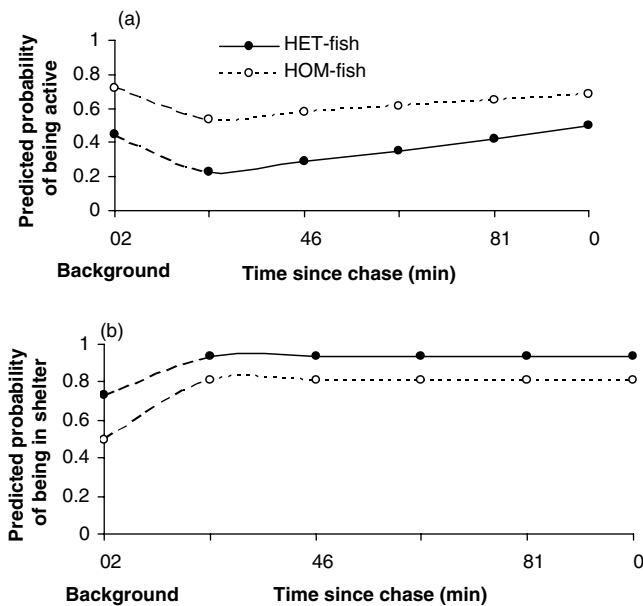 (a)
1
0.8
0.6
0.4
0.2
0
Predicted probability
of being active
HET-fish
HOM-fish
02 46 81 0
Background Time since chase (min)
(b)
1
0.8
0.6
0.4
0.2
0
Predicted probability
of being in shelter
02 46 81 0
Background Time since chase (min)